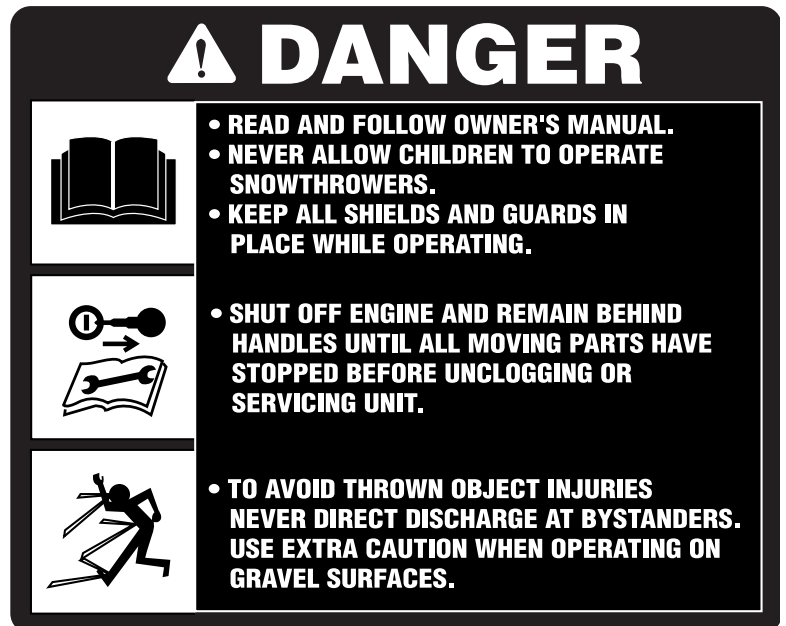 DANGER
• READ AND FOLLOW OWNER'S MANUAL.
• NEVER ALLOW CHILDREN TO OPERATE
SNOWTHROWERS.
• KEEP ALL SHIELDS AND GUARDS IN
PLACE WHILE OPERATING.
• SHUT OFF ENGINE AND REMAIN BEHIND
HANDLES UNTIL ALL MOVING PARTS HAVE
STOPPED BEFORE UNCLOGGING OR
SERVICING UNIT.
• TO AVOID THROWN OBJECT INJURIES
NEVER DIRECT DISCHARGE AT BYSTANDERS.
USE EXTRA CAUTION WHEN OPERATING ON
GRAVEL SURFACES.